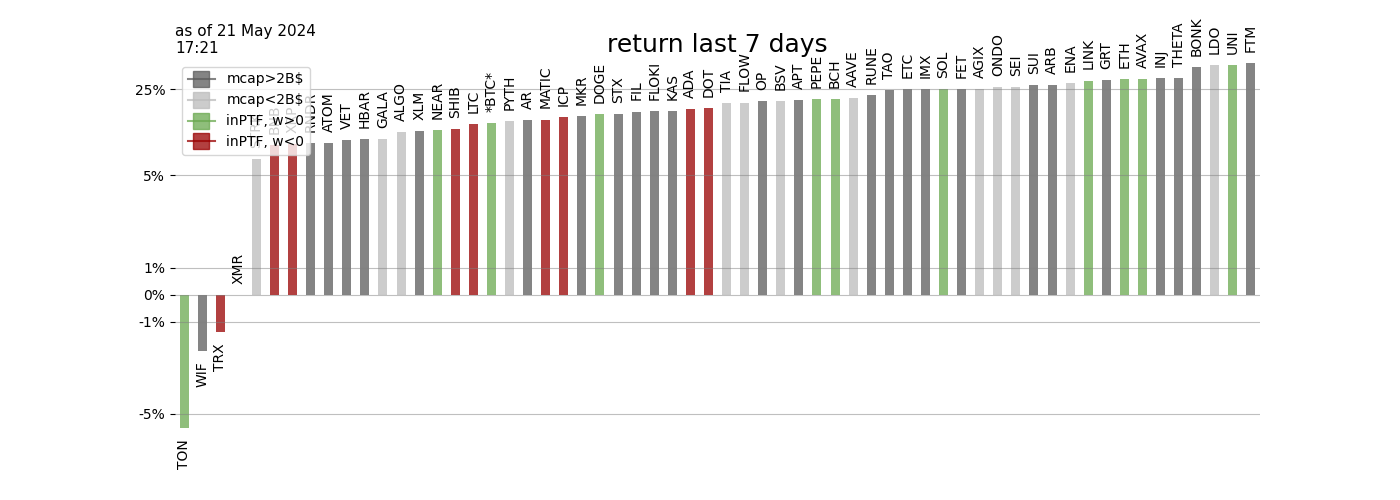 as of 21 May 2024
17:21
return last 7 days
mcap>2B$
mcap<2B$
inPTF, w>0
inPTF, w<0
25%
5%
1%
0%
-1%
-5%
TON
WIF
TRX
XMR
BNB
XRP
RNDR
ATOM
VET
HBAR
GALA
ALGO
XLM
NEAR
SHIB
LTC
*BTC*
PYTH
AR
MATIC
ICP
MKR
DOGE
STX
FIL
FLOKI
KAS
ADA
DOT
TIA
FLOW
OP
BSV
APT
PEPE
BCH
AAVE
RUNE
TAO
ETC
IMX
SOL
FET
AGIX
ONDO
SEI
SUI
ARB
ENA
LINK
GRT
ETH
AVAX
INJ
THETA
BONK
LDO
UNI
FTM